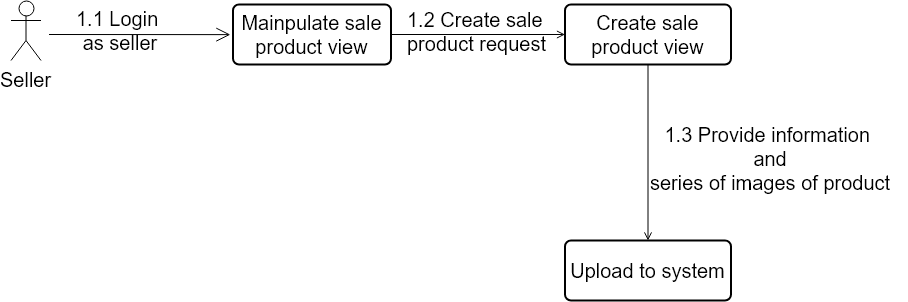 1.1 Login
as seller
Seller
Mainpulate sale
product view
1.2 Create sale
product request
Create sale
product view
1.3 Provide information
and
series of images of product
Upload to system